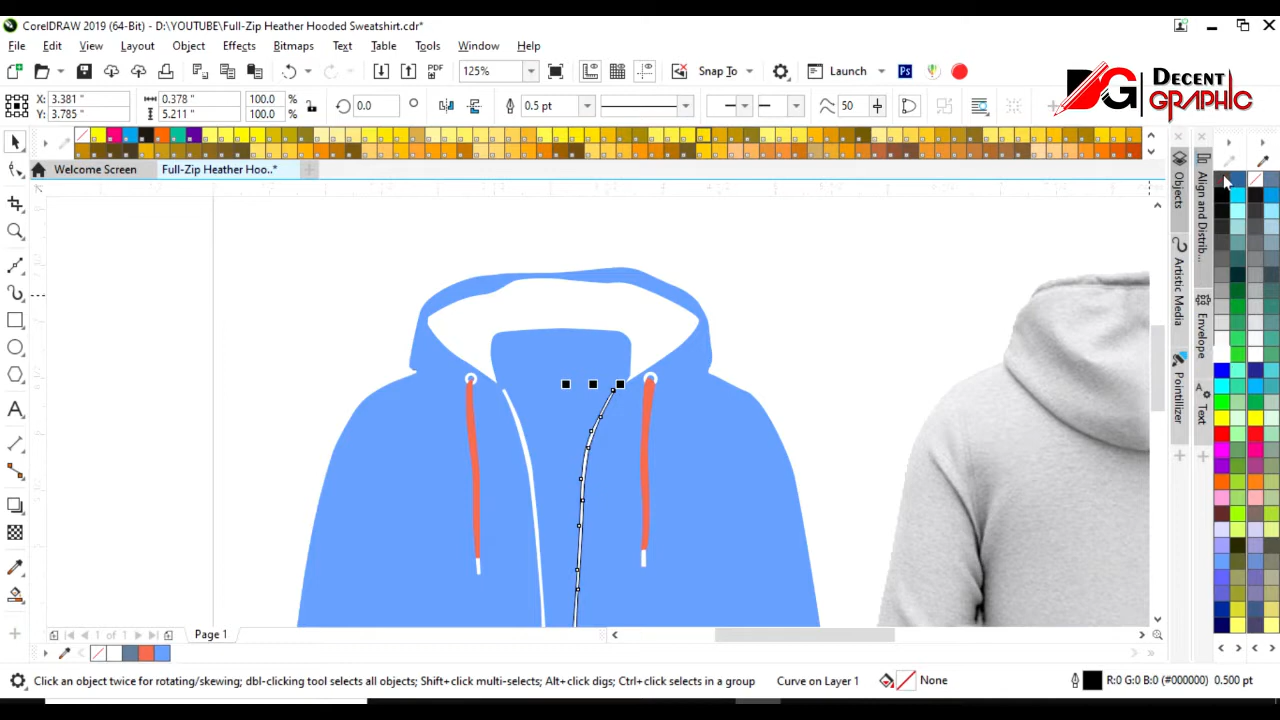 CorelDRAW 2019 (64-Bit) - D:\YOUTUBE\Full-Zip Heather Hooded Sweatshirt.cdr*
File Edit View Layout Object Effects Bitmaps Text Table Tools Window Help
PDF 125% Snap To Launch Ps
DECENT
GRAPHIC
DG
X: 3.381 " 0.378 " 100.0 % 0.0 0.5 pt 50
Y: 3.785 " 5.211 " 100.0 %
Welcome Screen Full-Zip Heather Hoo..*
Objects
Align and Distrib...
Artistic Media
Envelope
Pointillizer
Text
1 of 1 Page 1
Click an object twice for rotating/skewing; dbl-clicking tool selects all objects; Shift+click multi-selects; Alt+click digs; Ctrl+click selects in a group Curve on Layer 1 None R:0 G:0 B:0 (#000000) 0.500 pt